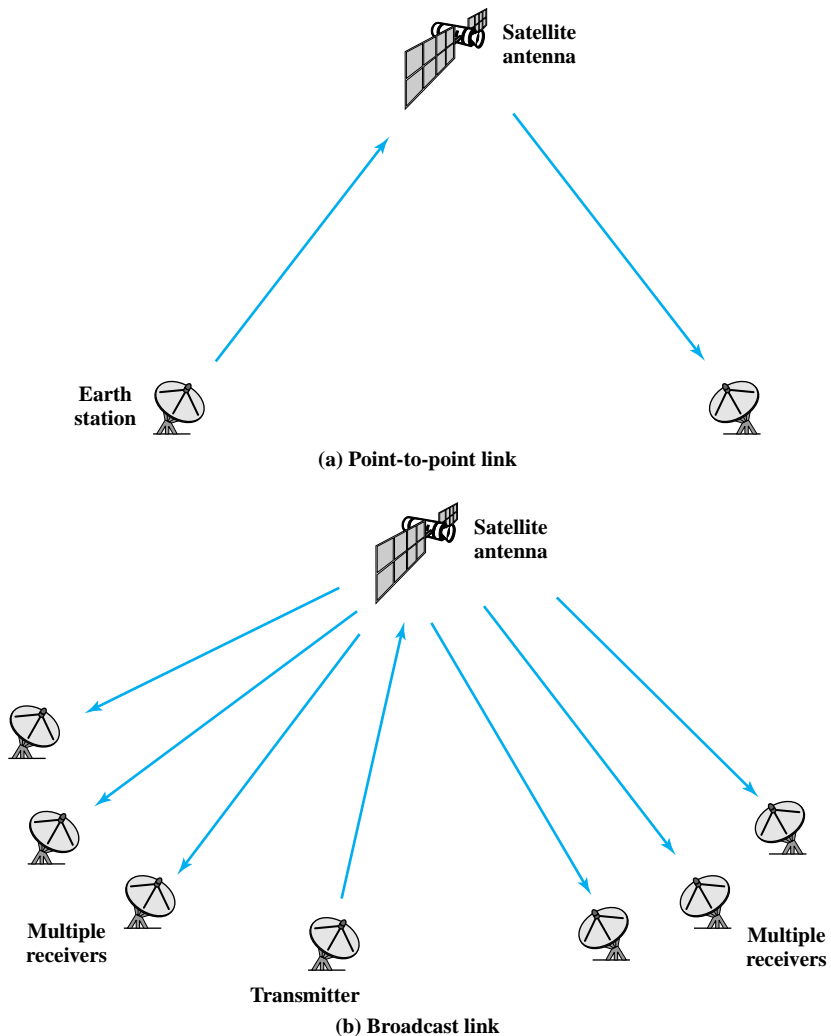 Satellite
antenna
Earth
station
(a) Point-to-point link
Satellite
antenna
Multiple
receivers
Multiple
receivers
Transmitter
(b) Broadcast link